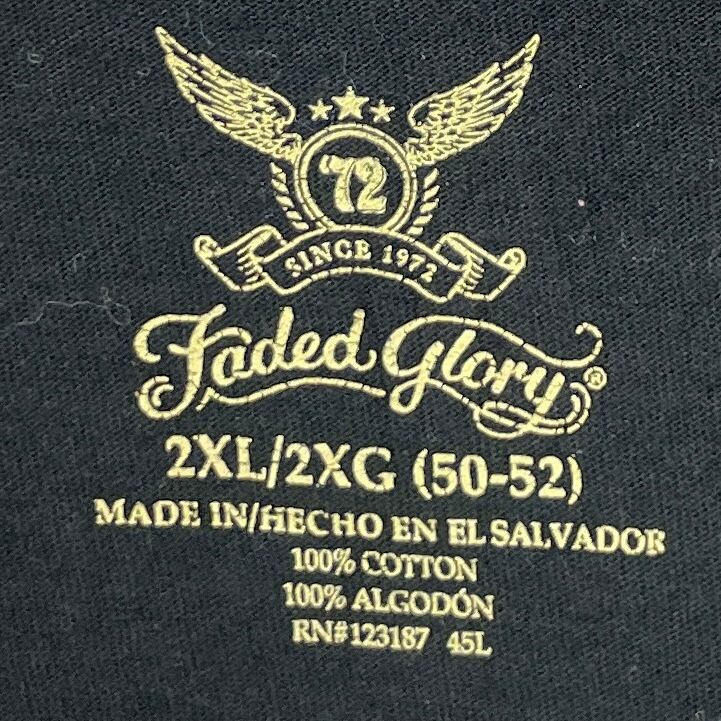 '72
SINCE 1972
Faded Glory®
2XL/2XG (50-52)
MADE IN/HECHO EN EL SALVADOR
100% COTTON
100% ALGODÓN
RN#123187 45L